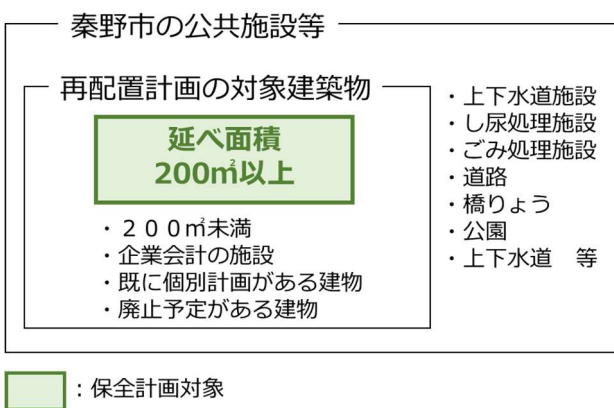 秦野市の公共施設等
再配置計画の対象建築物
延べ面積
200㎡以上
・２００㎡未満
・企業会計の施設
・既に個別計画がある建物
・廃止予定がある建物
・上下水道施設
・し尿処理施設
・ごみ処理施設
・道路
・橋りょう
・公園
・上下水道　等
：保全計画対象